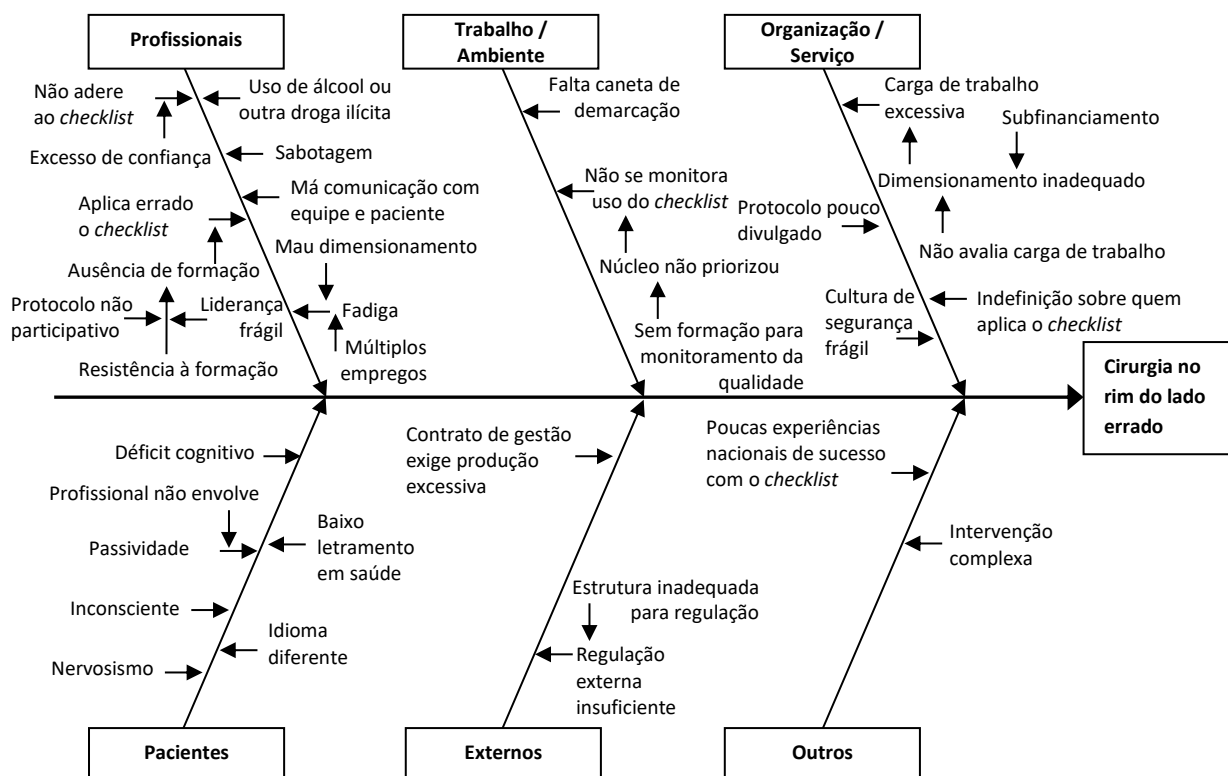 Profissionais
Trabalho /
Ambiente
Organização /
Serviço
Não adere
ao checklist
Uso de álcool ou
outra droga ilícita
Excesso de confiança
Sabotagem
Má comunicação com
equipe e paciente
Aplica errado
o checklist
Mau dimensionamento
Ausência de formação
Protocolo não
participativo
Liderança
frágil
Fadiga
Resistência à formação
Múltiplos
empregos
Falta caneta de
demarcação
Não se monitora
uso do checklist
Núcleo não priorizou
Sem formação para
monitoramento da
qualidade
Carga de trabalho
excessiva
Subfinanciamento
Dimensionamento inadequado
Protocolo pouco
divulgado
Não avalia carga de trabalho
Cultura de
segurança
frágil
Indefinição sobre quem
aplica o checklist
Cirurgia no
rim do lado
errado
Déficit cognitivo
Profissional não envolve
Passividade
Baixo
letramento
em saúde
Inconsciente
Idioma
diferente
Nervosismo
Contrato de gestão
exige produção
excessiva
Estrutura inadequada
para regulação
Regulação
externa
insuficiente
Poucas experiências
nacionais de sucesso
com o checklist
Intervenção
complexa
Pacientes
Externos
Outros